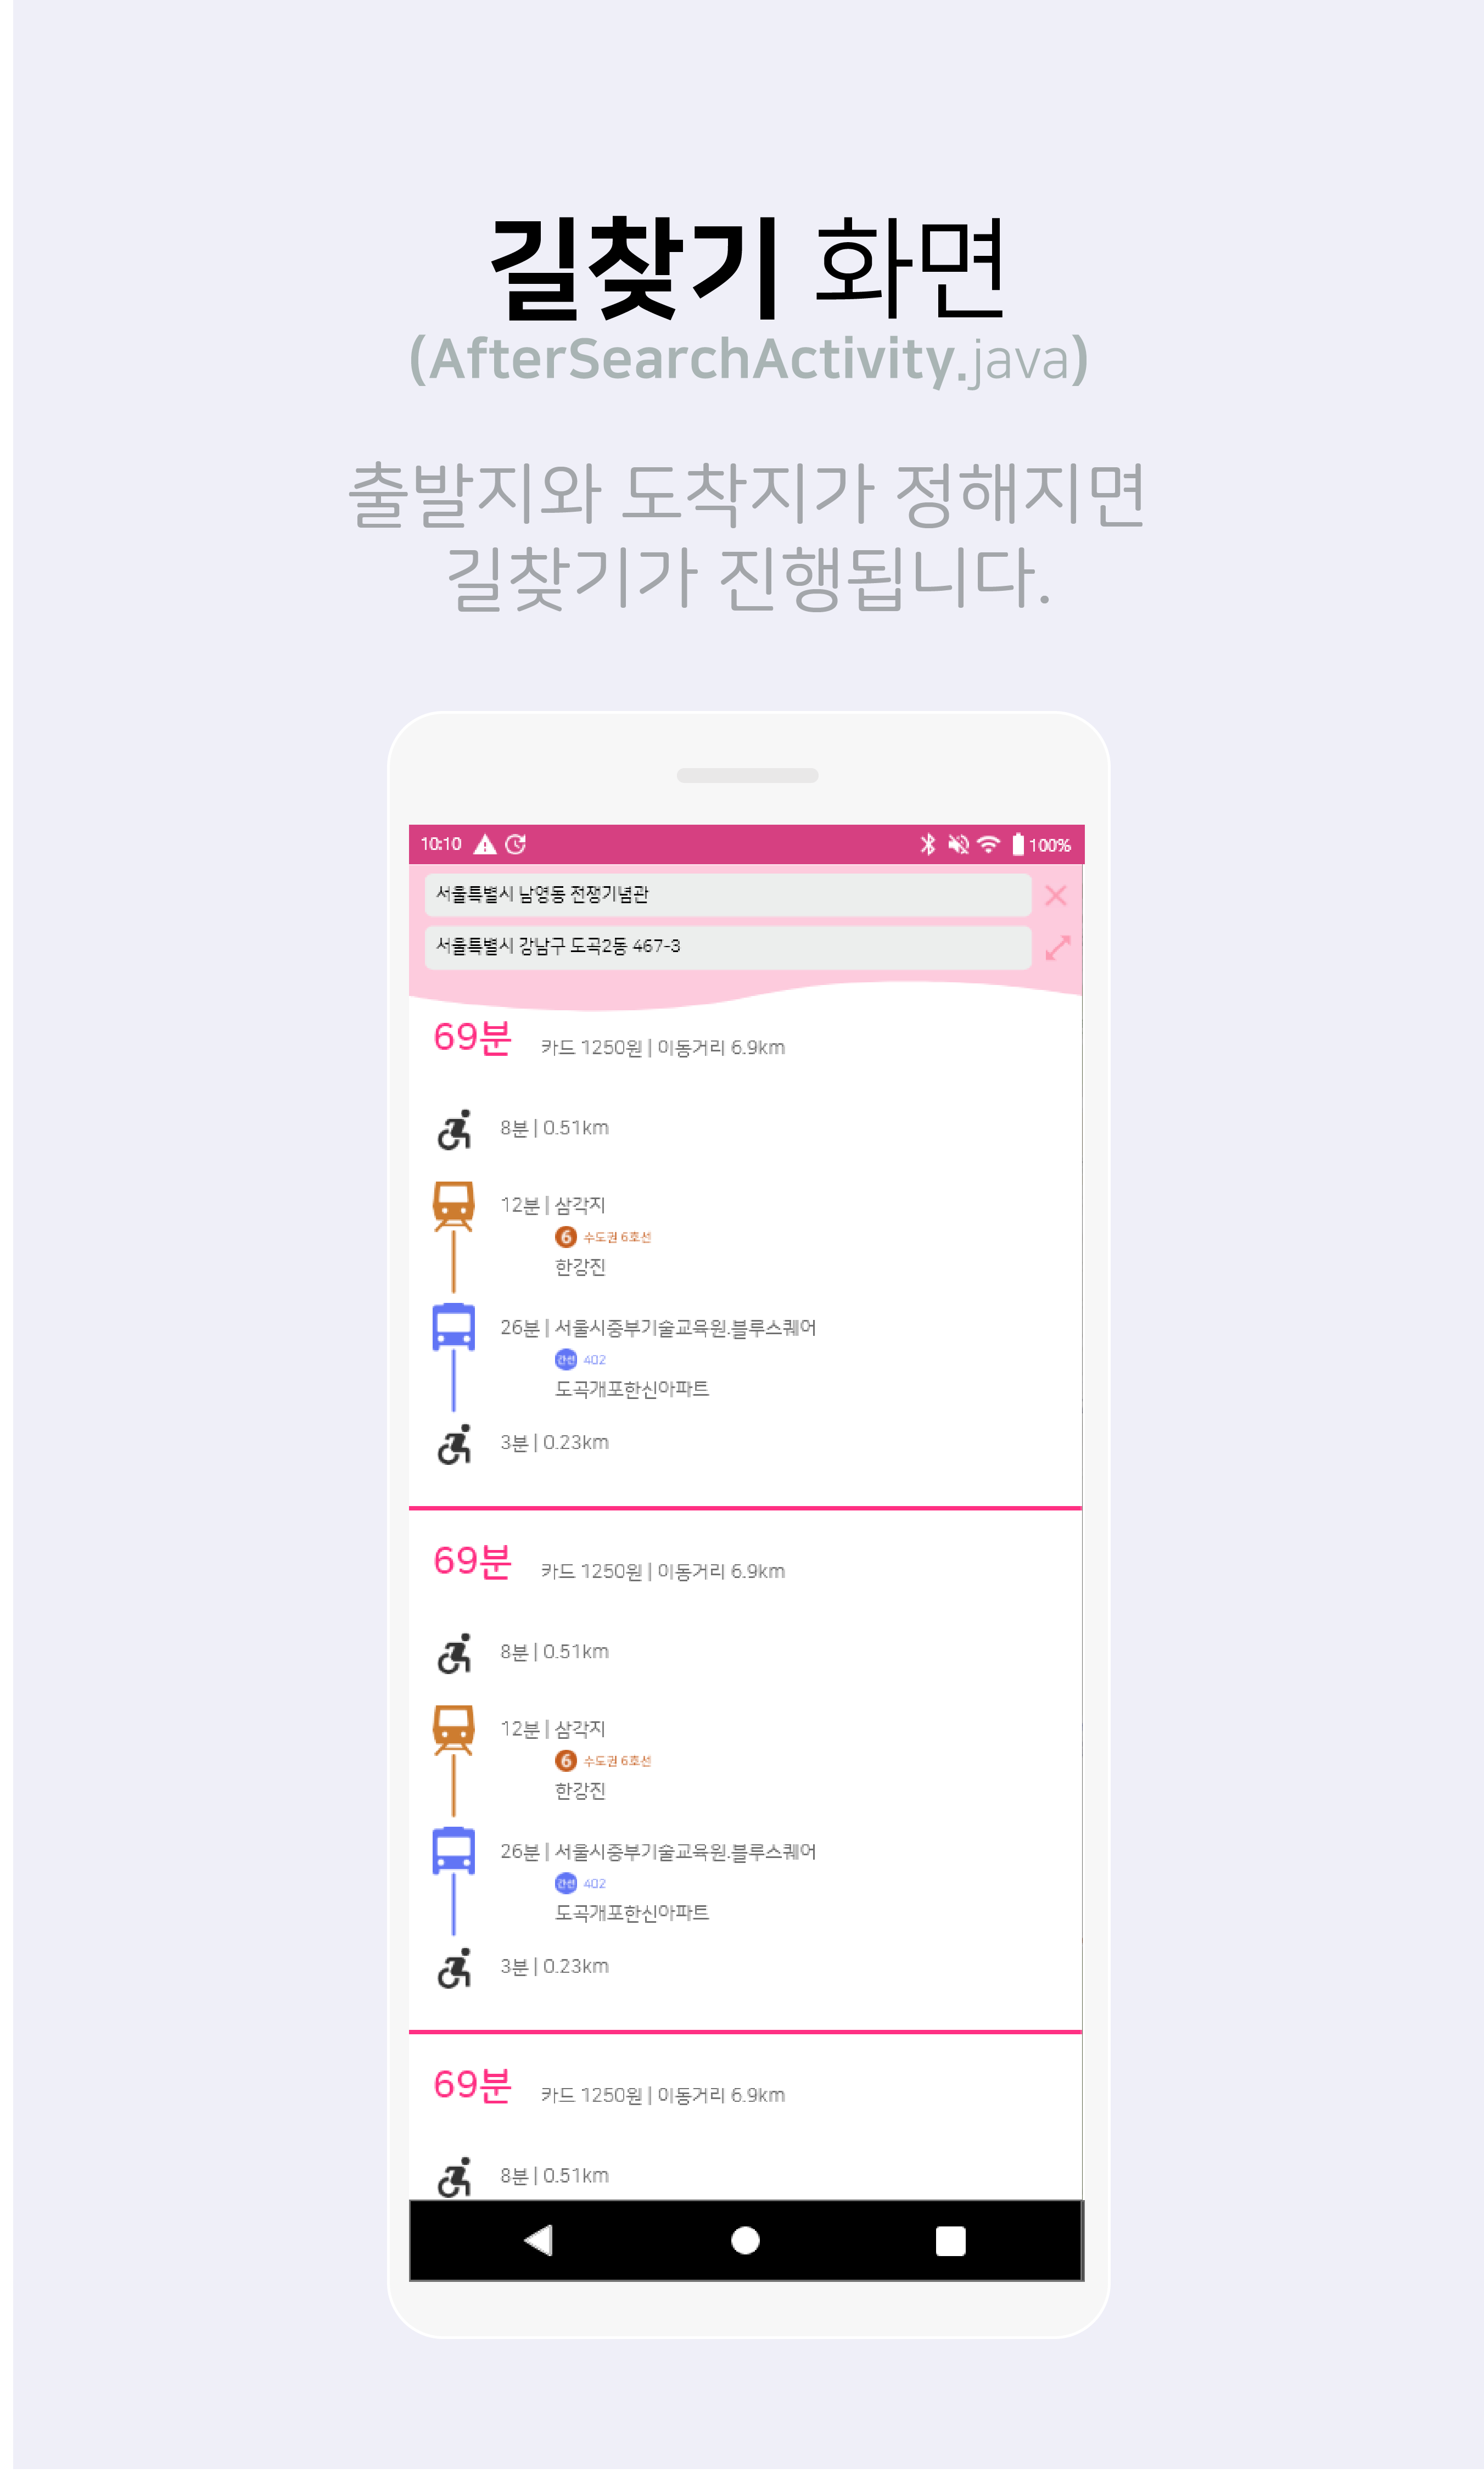 길찾기 화면
(AfterSearchActivity.java)
출발지와 도착지가 정해지면
길찾기가 진행됩니다.
10:10 100%
서울특별시 남영동 전쟁기념관
서울특별시 강남구 도곡2동 467-3
69분 카드 1250원 | 이동거리 6.9km
8분 | 0.51km
12분 | 삼각지
6 수도권 6호선
한강진
26분 | 서울시중부기술교육원.블루스퀘어
간선 402
도곡개포한신아파트
3분 | 0.23km
69분 카드 1250원 | 이동거리 6.9km
8분 | 0.51km
12분 | 삼각지
6 수도권 6호선
한강진
26분 | 서울시중부기술교육원.블루스퀘어
간선 402
도곡개포한신아파트
3분 | 0.23km
69분 카드 1250원 | 이동거리 6.9km
8분 | 0.51km